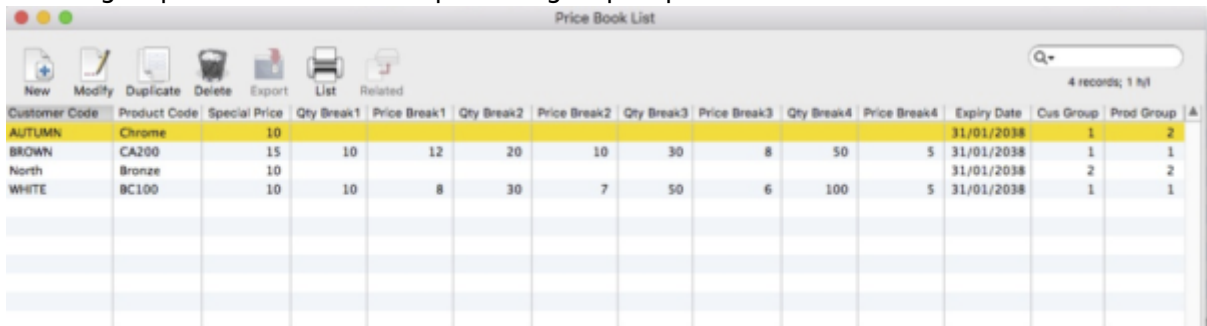 Price Book List
New Modify Duplicate Delete Export List Related
4 records; 1 h/l
Customer Code Product Code Special Price Qty Break1 Price Break1 Qty Break2 Price Break2 Qty Break3 Price Break3 Qty Break4 Price Break4 Expiry Date Cus Group Prod Group
AUTUMN Chrome 10 31/01/2038 1 2
BROWN CA200 15 10 12 20 10 30 8 50 5 31/01/2038 1 1
North Bronze 10 31/01/2038 2 2
WHITE BC100 10 10 8 30 7 50 6 100 5 31/01/2038 1 1